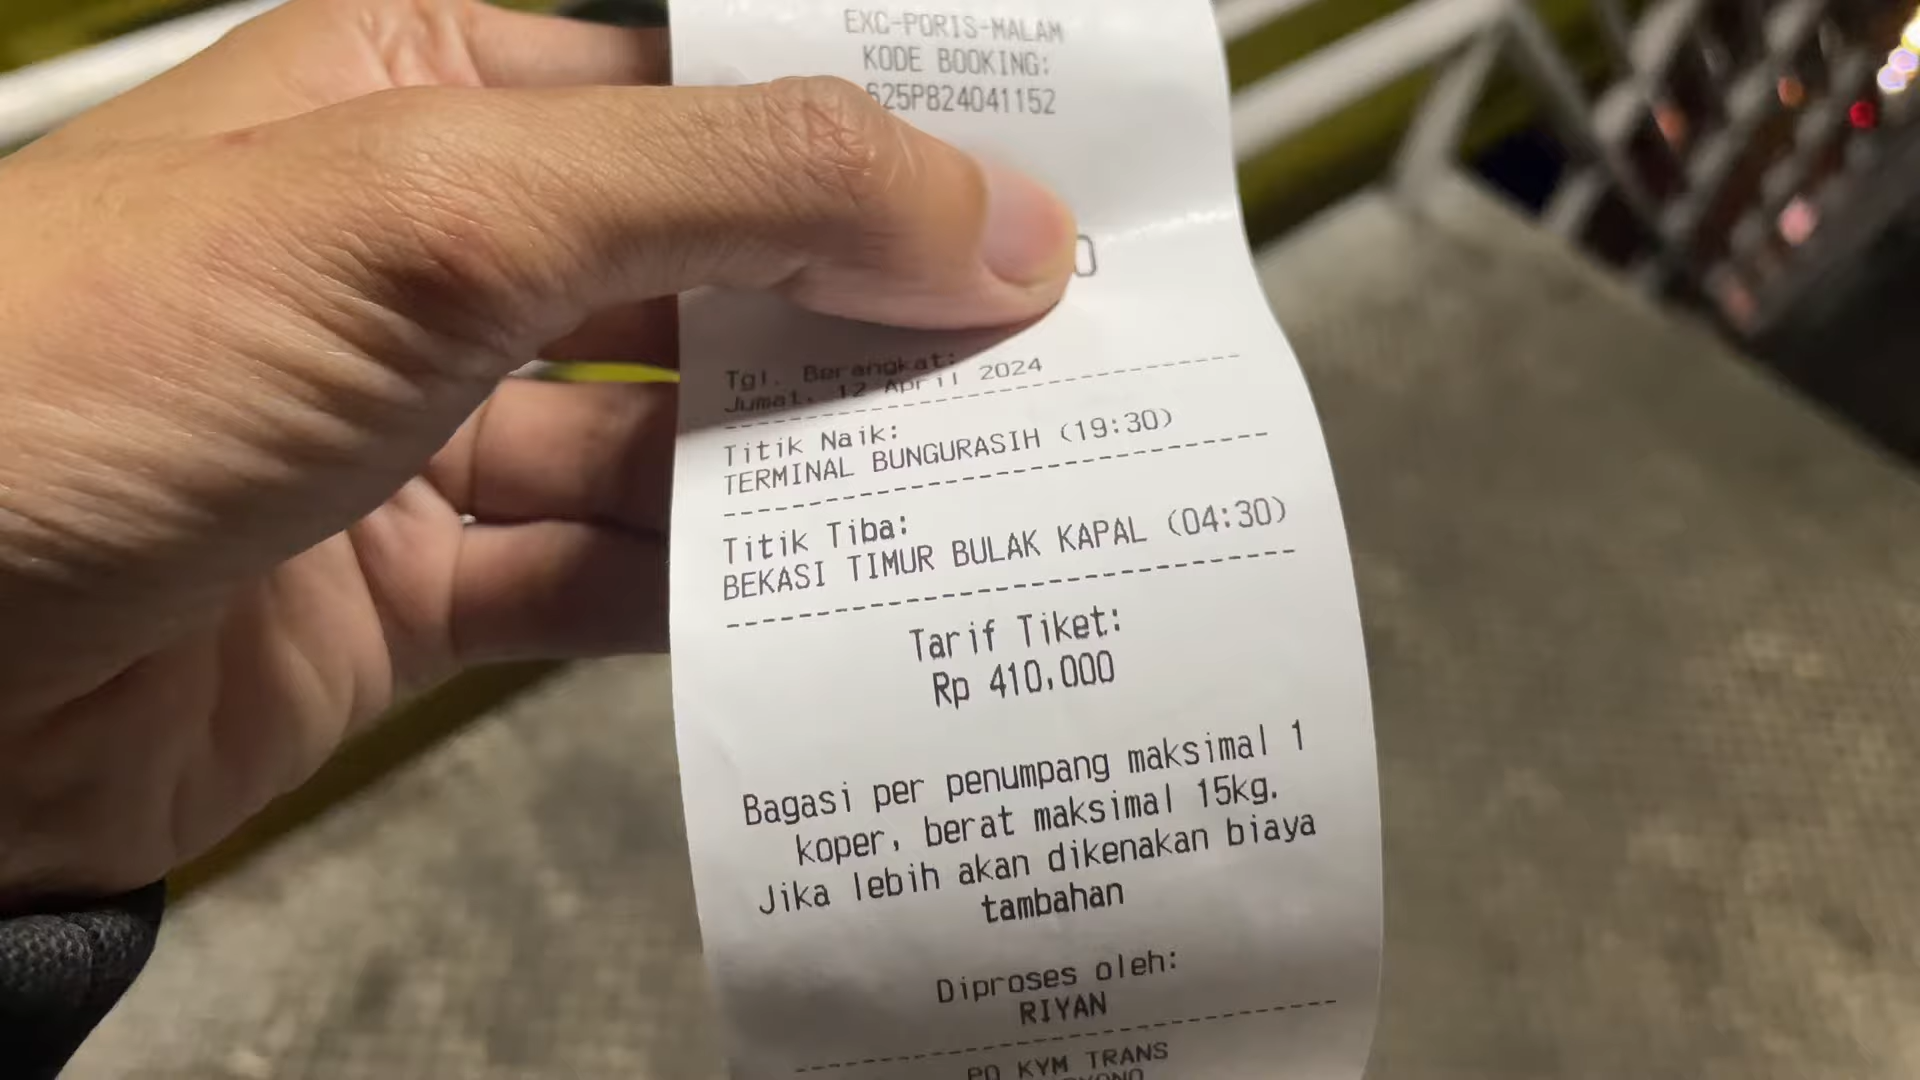 EXC-PORIS-MALAM
KODE BOOKING:
625P824041152
0
Tgl. Berangkat:
Jumat, 12 April 2024
Titik Naik:
TERMINAL BUNGURASIH (19:30)
Titik Tiba:
BEKASI TIMUR BULAK KAPAL (04:30)
Tarif Tiket:
Rp 410,000
Bagasi per penumpang maksimal 1
koper, berat maksimal 15kg.
Jika lebih akan dikenakan biaya
tambahan
Diproses oleh:
RIYAN
PO KYM TRANS